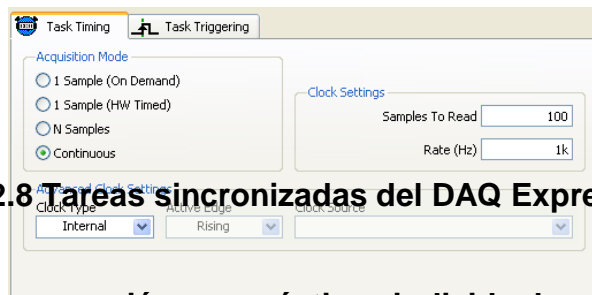 Task Timing Task Triggering
Acquisition Mode
1 Sample (On Demand)
1 Sample (HW Timed)
N Samples
Continuous
Clock Settings
Samples To Read 100
Rate (Hz) 1k
2.8 Tareas sincronizadas del DAQ Expre
Advanced Clock Settings
Clock Type Active Edge Clock Source
Internal Rising